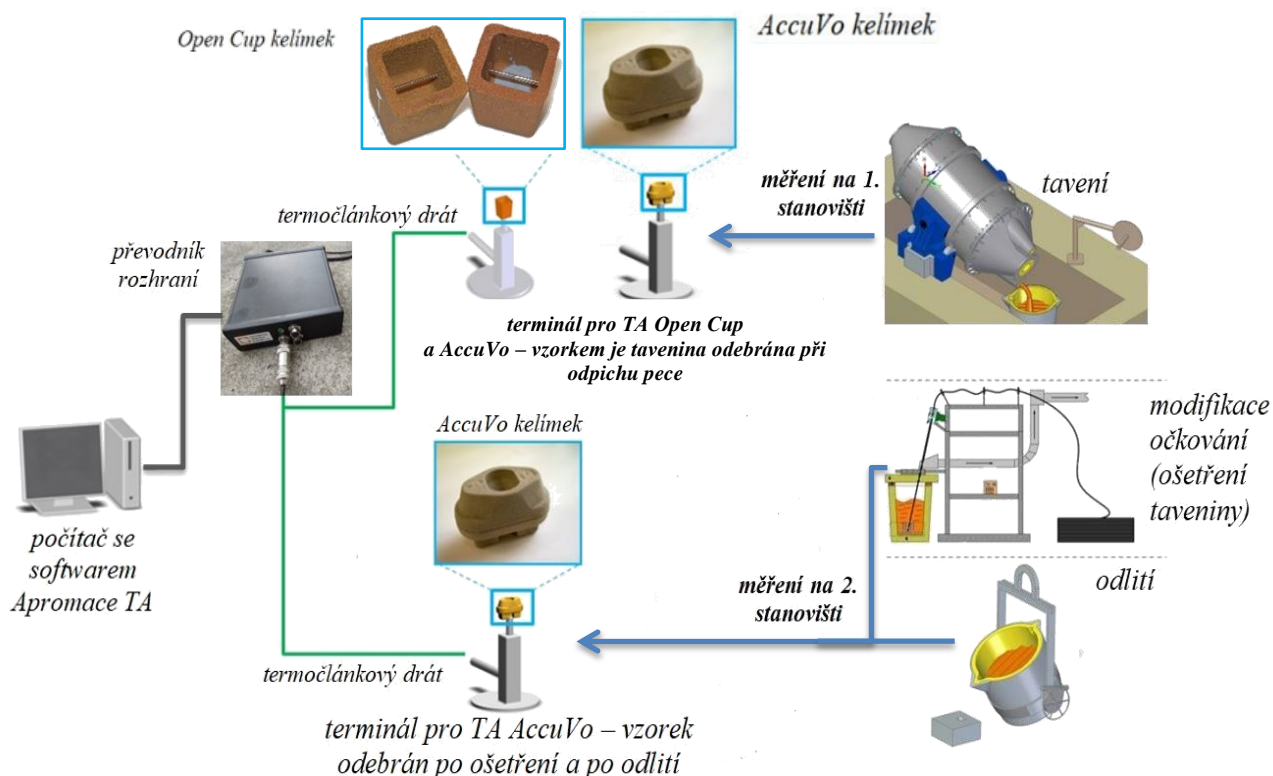 Open Cup kelímek
AccuVo kelímek
měření na 1.
stanovišti
tavení
termočlánkový drát
převodník
rozhraní
terminál pro TA Open Cup
a AccuVo – vzorkem je tavenina odebrána při
odpichu pece
AccuVo kelímek
modifikace
očkování
(ošetření
taveniny)
počítač se
softwarem
Apromace TA
měření na 2.
stanovišti
odlití
termočlánkový drát
terminál pro TA AccuVo – vzorek
odebrán po ošetření a po odlití